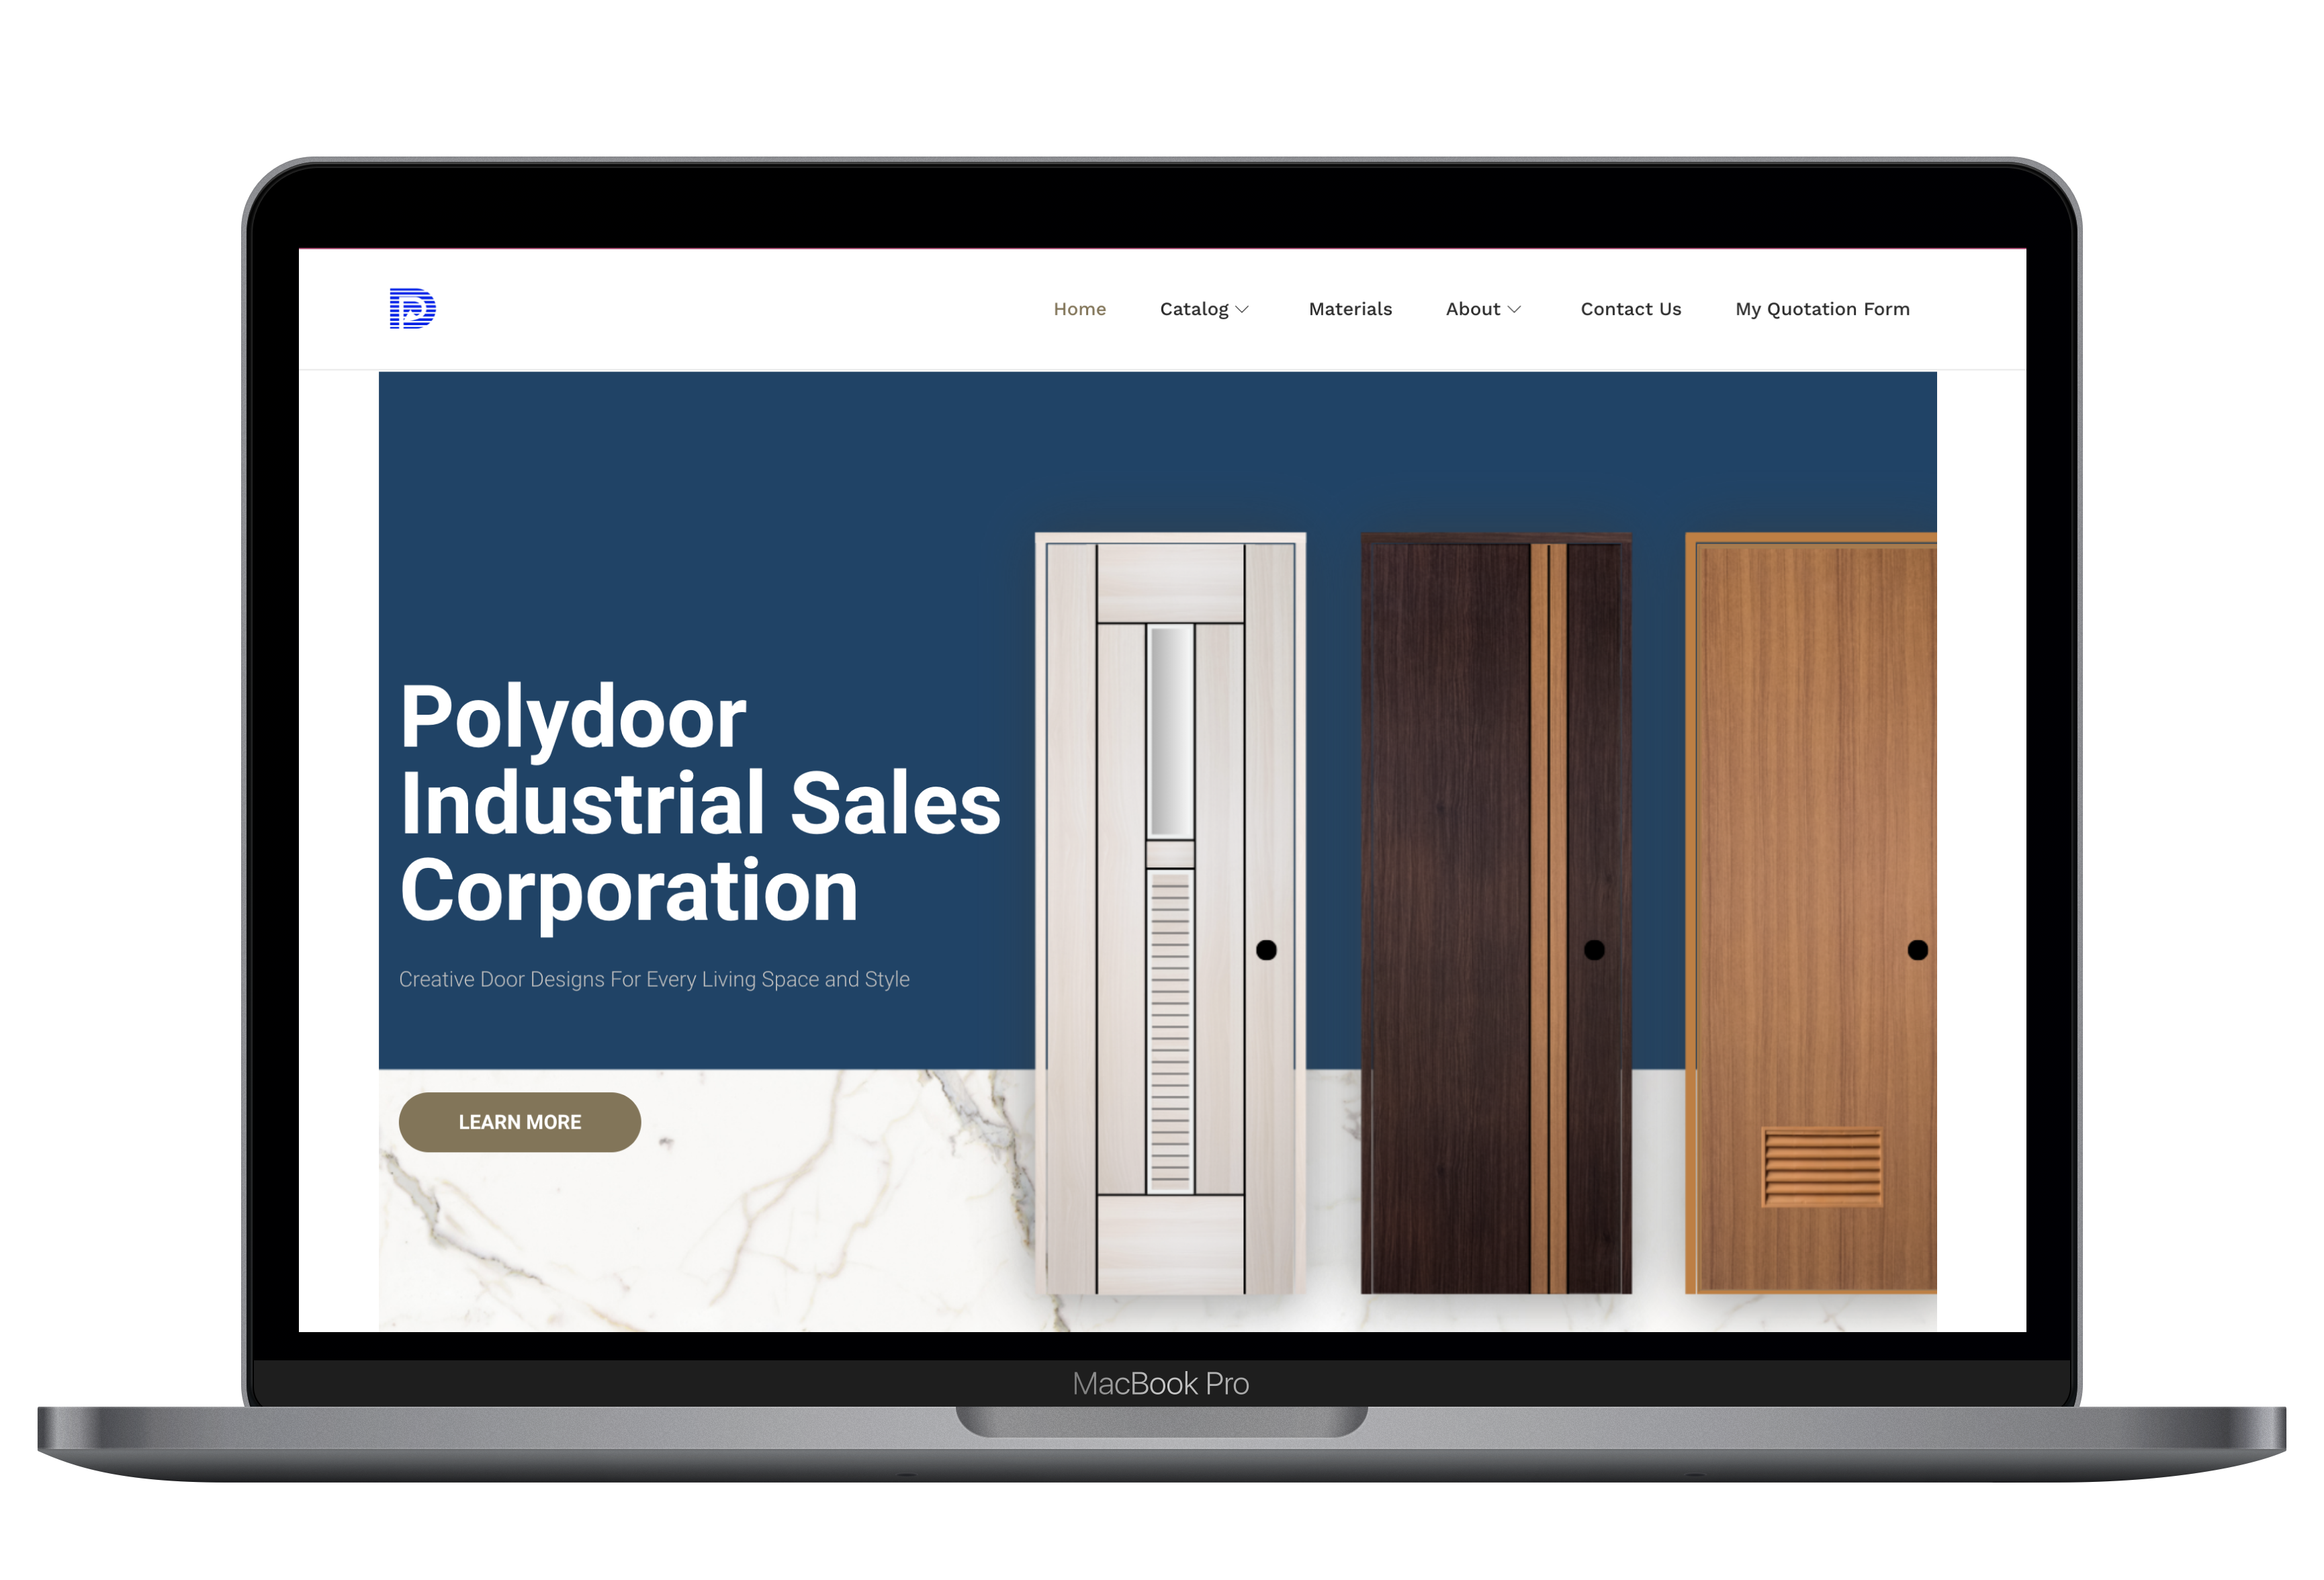 Home Catalog Materials About Contact Us My Quotation Form
Polydoor
Industrial Sales
Corporation
Creative Door Designs For Every Living Space and Style
LEARN MORE
MacBook Pro